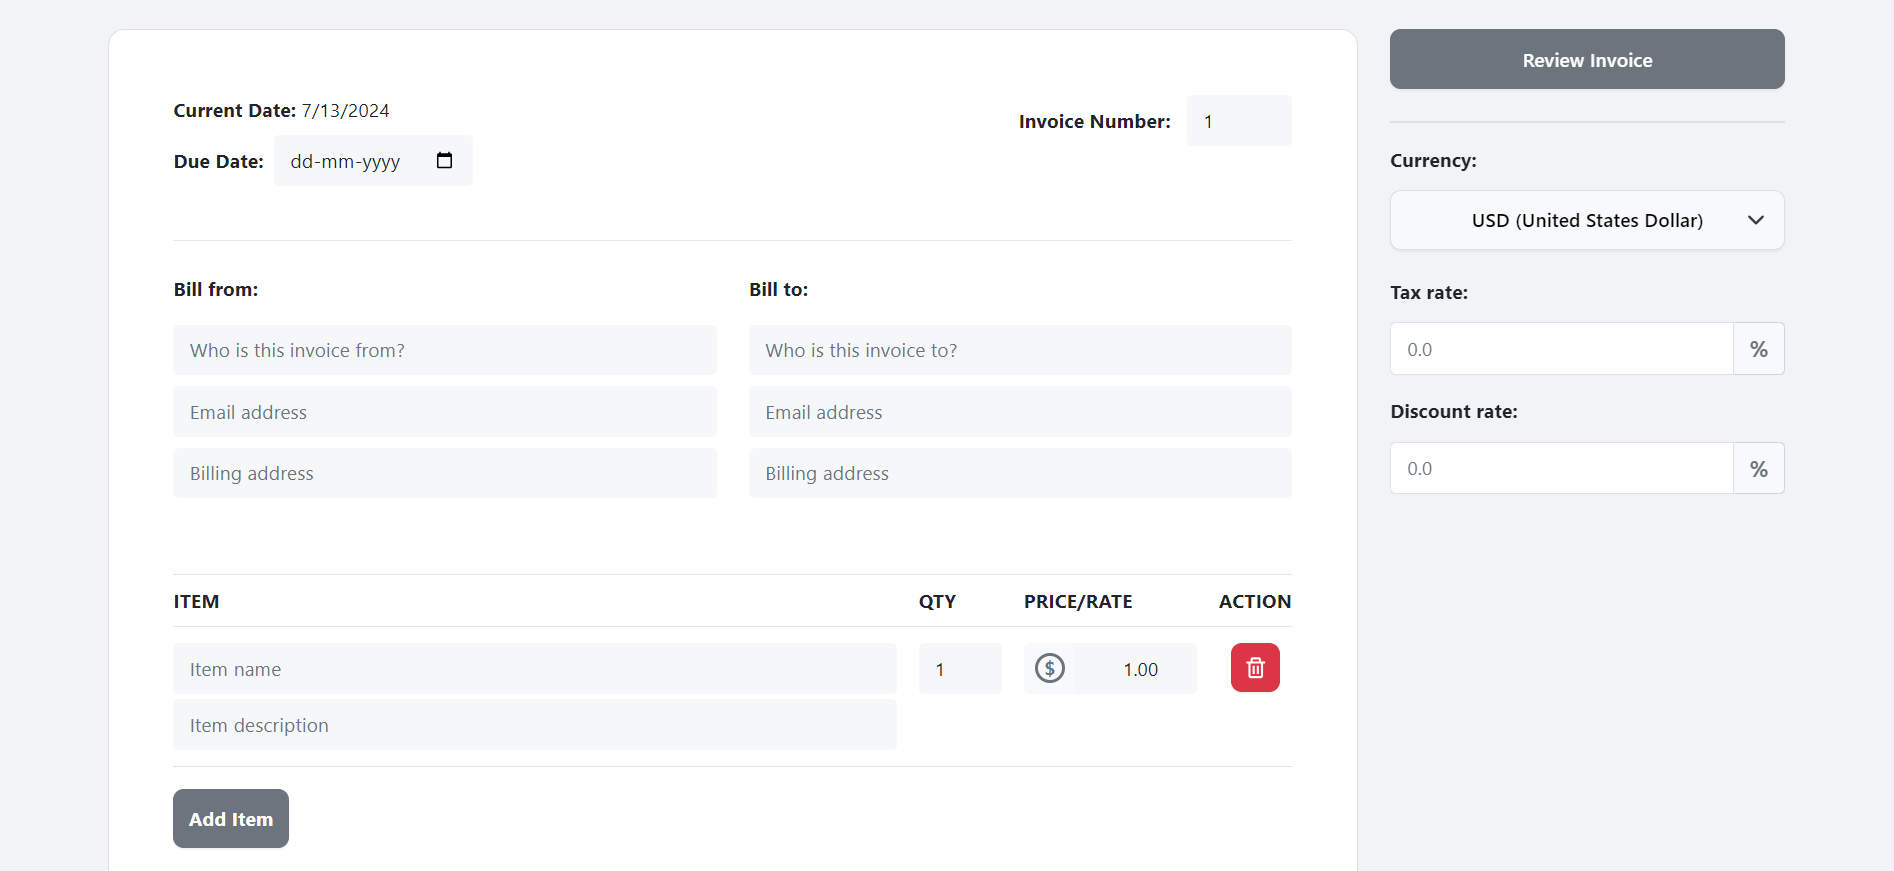 Current Date: 7/13/2024
Invoice Number: 1
Due Date: dd-mm-yyyy
Bill from:
Who is this invoice from?
Email address
Billing address
Bill to:
Who is this invoice to?
Email address
Billing address
ITEM QTY PRICE/RATE ACTION
Item name 1 $ 1.00
Item description
Add Item
Review Invoice
Currency:
USD (United States Dollar)
Tax rate:
0.0 %
Discount rate:
0.0 %